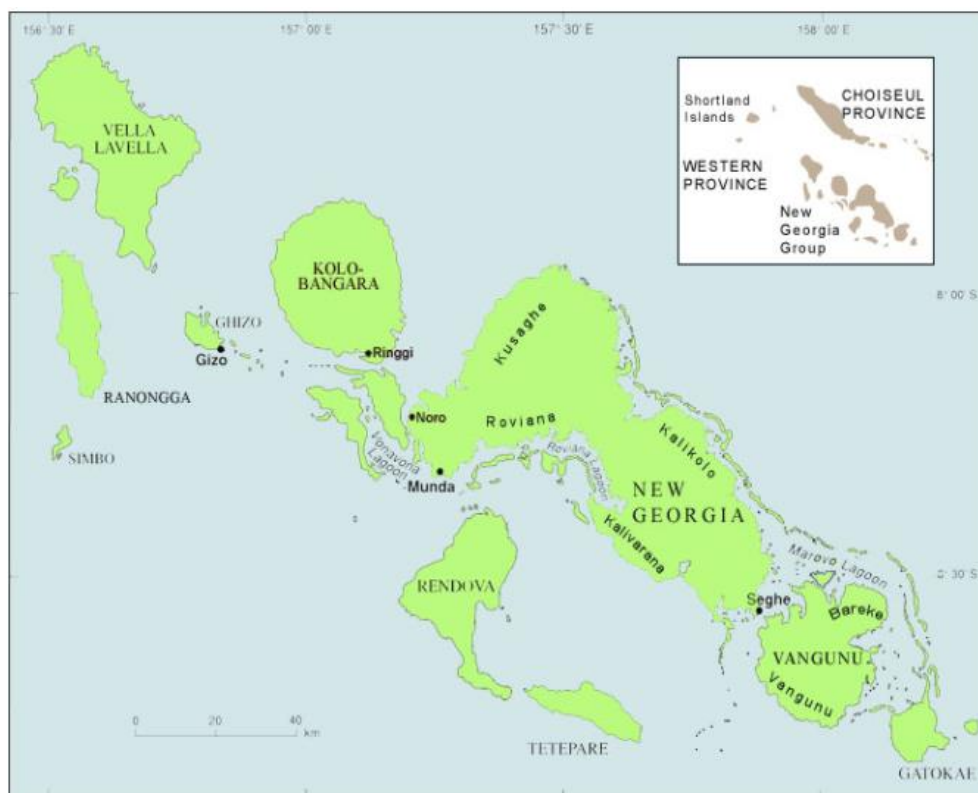 156° 30'
157° 00'
157° 30'
158° 00'
Shortland
Islands
CHOISEUL
PROVINCE
WESTERN
PROVINCE
New
Georgia
Group
VELLA
LAVELLA
KOLO-
BANGARA
8° 00' S
GHIZO
Gizo
Ringgi
Kusaghe
RANONGGA
Noro
Roviana
Kalikolo
SIMBO
Vonavona
Lagoon
Roviana Lagoon
Munda
NEW
GEORGIA
Kalivarana
Marovo Lagoon
30' S
RENDOVA
Seghe
Bareke
VANGUNU
Vangunu
0 20 40
km
TETEPARE
GATOKAE